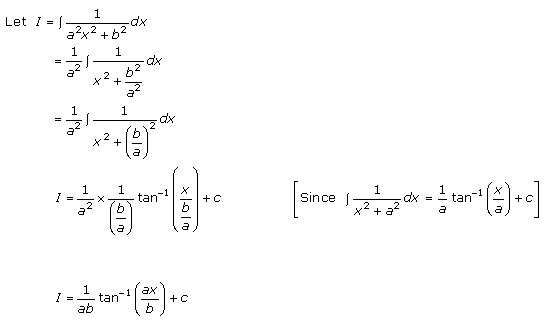 Let I = ∫ 1/(a²x² + b²) dx
= 1/a² ∫ 1/(x² + b²/a²) dx
= 1/a² ∫ 1/(x² + (b/a)²) dx
I = 1/a² × 1/(b/a) tan⁻¹(x/(b/a)) + c [Since ∫ 1/(x² + a²) dx = 1/a tan⁻¹(x/a) + c]
I = 1/(ab) tan⁻¹(ax/b) + c